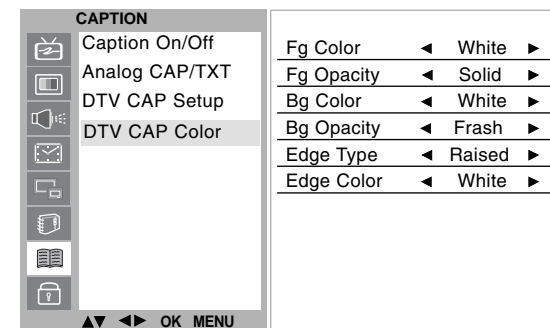 CAPTION
Caption On/Off
Analog CAP/TXT
DTV CAP Setup
DTV CAP Color
Fg Color ◄ White ►
Fg Opacity ◄ Solid ►
Bg Color ◄ White ►
Bg Opacity ◄ Frash ►
Edge Type ◄ Raised ►
Edge Color ◄ White ►
▲▼ ◄► OK MENU